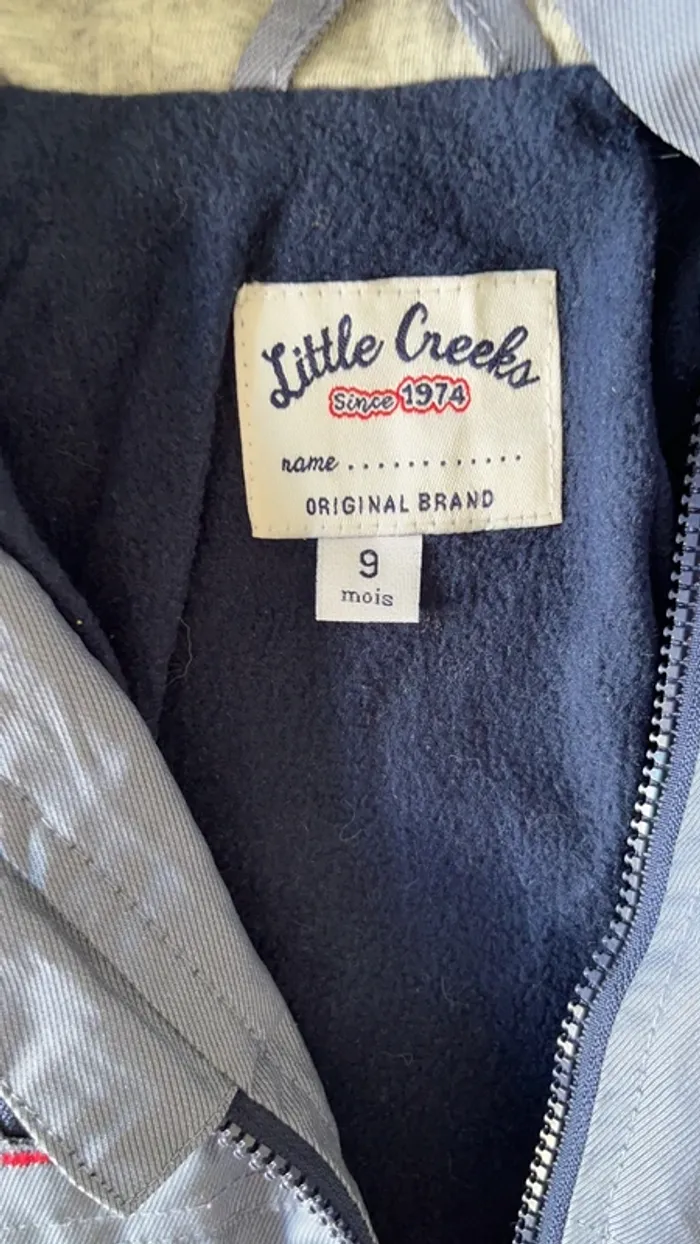 Little Creeks
Since 1974
name ............
ORIGINAL BRAND
9
mois